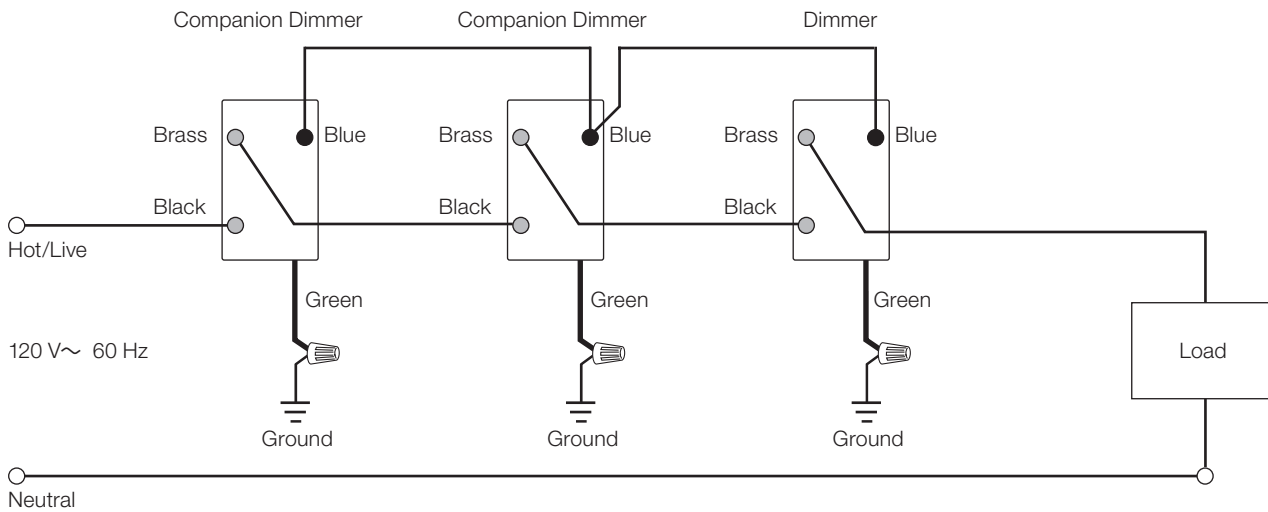 Companion Dimmer
Companion Dimmer
Dimmer
Brass
Blue
Brass
Blue
Brass
Blue
Black
Black
Black
Hot/Live
Green
Green
Green
120 V~ 60 Hz
Load
Ground
Ground
Ground
Neutral